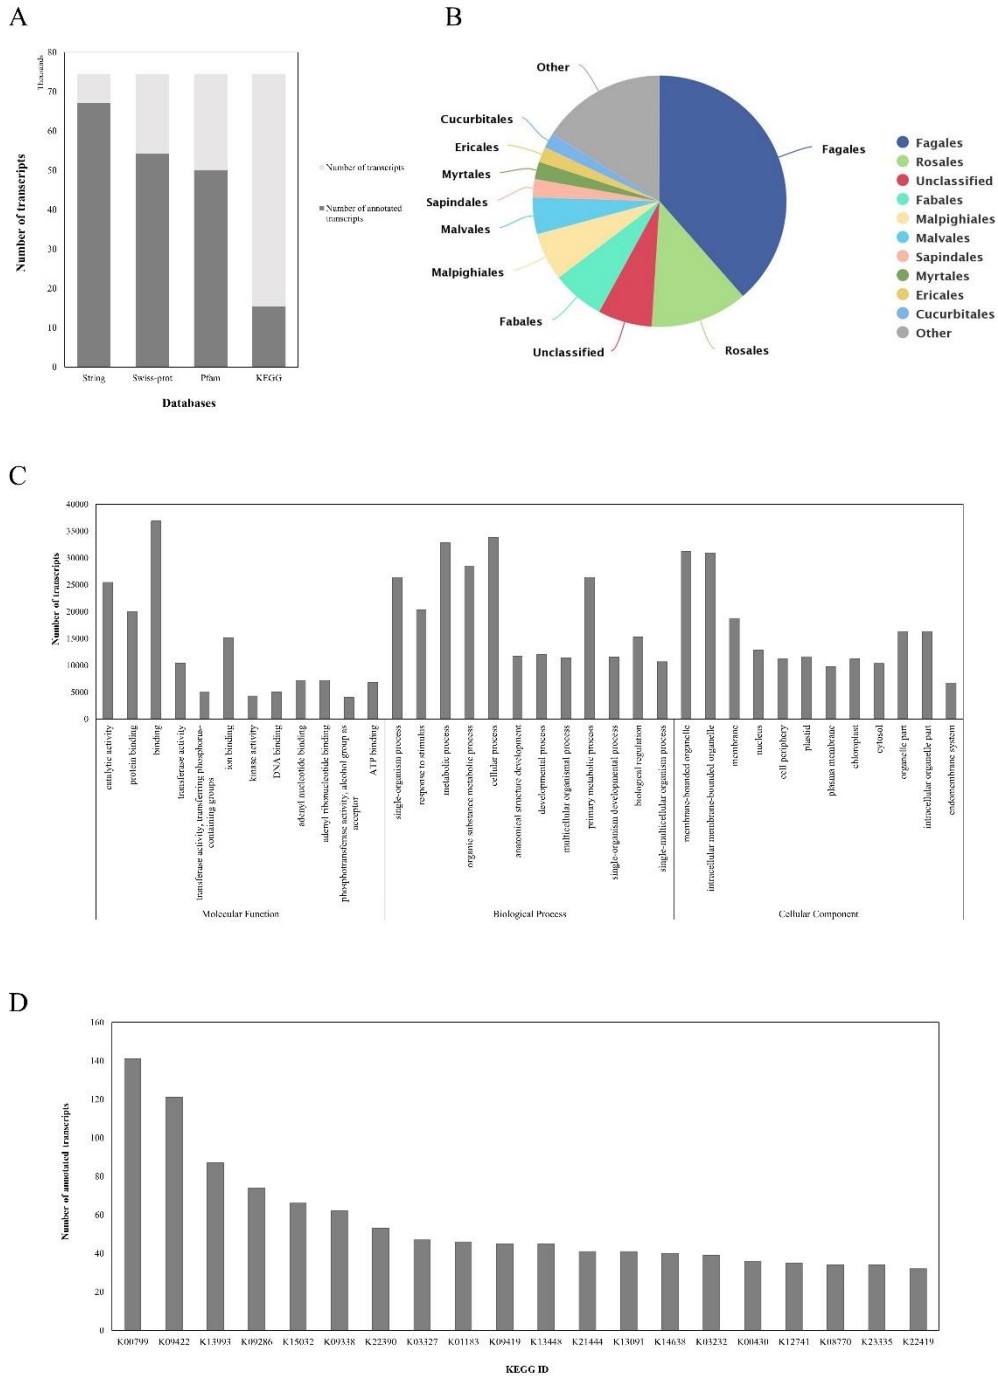 A
B
Thousands
80
70
60
50
40
30
20
10
0
Number of transcripts
String
Swiss-prot
Pfam
KEGG
Databases
Number of transcripts
Number of annotated
transcripts
Other
Cucurbitales
Ericales
Myrtales
Sapindales
Malvales
Malpighiales
Fabales
Unclassified
Rosales
Fagales
Fagales
Rosales
Unclassified
Fabales
Malpighiales
Malvales
Sapindales
Myrtales
Ericales
Cucurbitales
Other
C
Number of transcripts
40000
35000
30000
25000
20000
15000
10000
5000
0
catalytic activity
protein binding
binding
transferase activity
transferase activity, transferring phosphorus-
containing groups
ion binding
kinase activity
DNA binding
adenyl nucleotide binding
adenyl ribonucleotide binding
phosphotransferase activity, alcohol group as
acceptor
ATP binding
single-organism process
response to stimulus
metabolic process
organic substance metabolic process
cellular process
anatomical structure development
developmental process
multicellular organismal process
primary metabolic process
single-organism developmental process
biological regulation
single-multicellular organism process
membrane-bounded organelle
intracellular membrane-bounded organelle
membrane
nucleus
cell periphery
plastid
plasma membrane
chloroplast
cytosol
organelle part
intracellular organelle part
endomembrane system
Molecular Function
Biological Process
Cellular Component
D
Number of annotated transcripts
160
140
120
100
80
60
40
20
0
K00799
K09422
K13993
K09286
K15032
K09338
K22390
K03327
K01183
K09419
K13448
K21444
K13091
K14638
K03232
K00430
K12741
K08770
K23335
K22419
KEGG ID